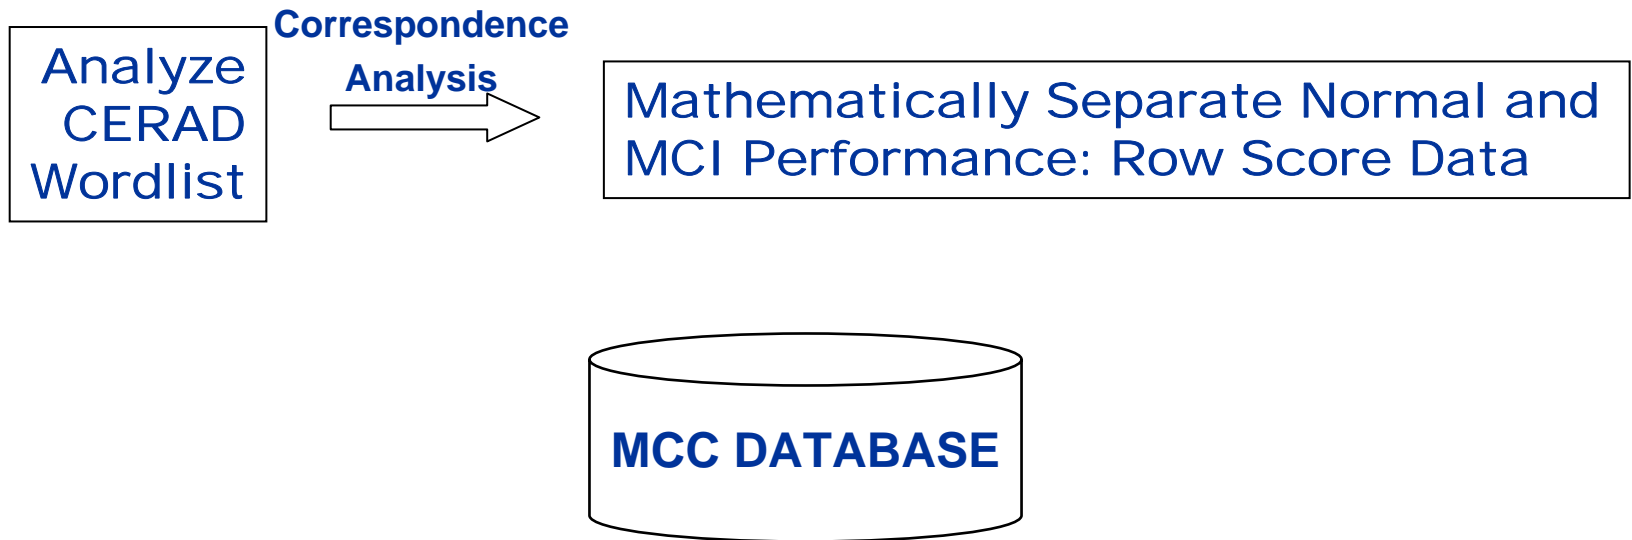 Analyze
CERAD
Wordlist
Correspondence
Analysis
Mathematically Separate Normal and
MCI Performance: Row Score Data
MCC DATABASE